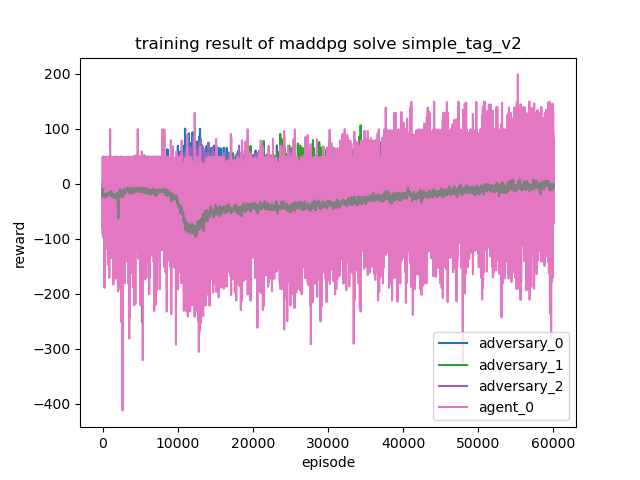 training result of maddpg solve simple_tag_v2
200
100
0
−100
−200
−300
−400
reward
0
10000
20000
30000
40000
50000
60000
episode
adversary_0
adversary_1
adversary_2
agent_0